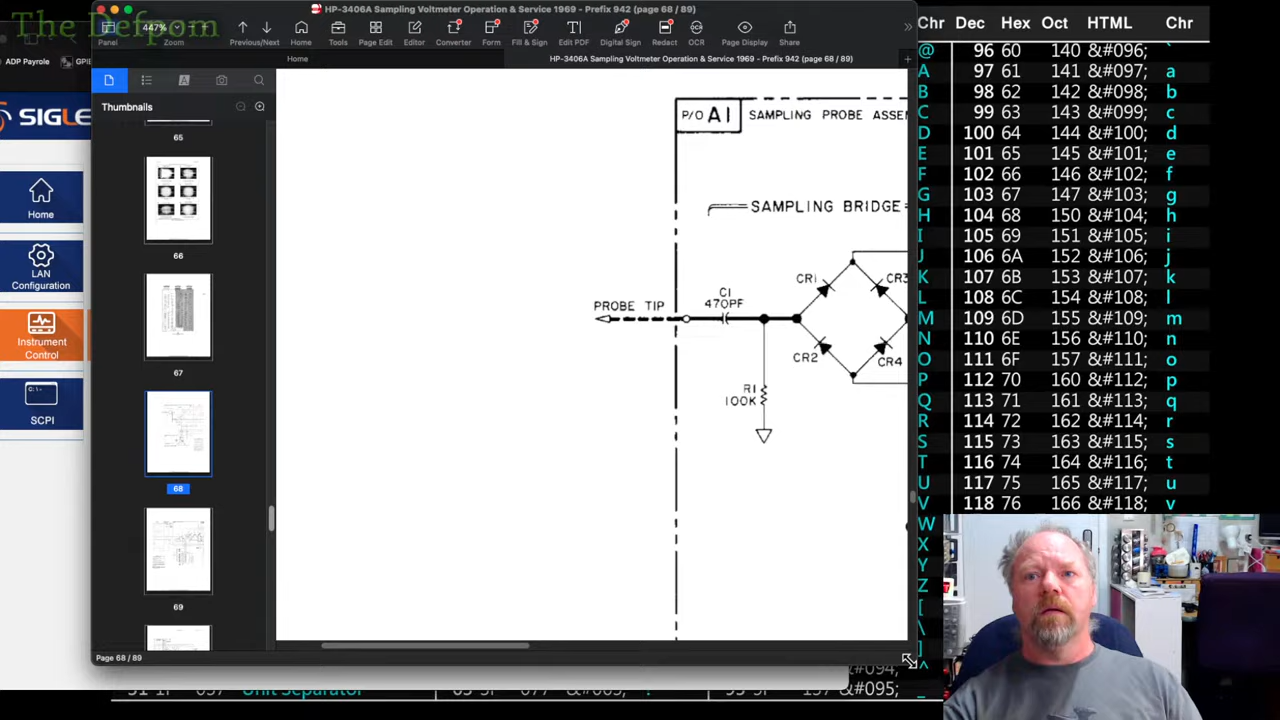 The Defpom
HP-3406A Sampling Voltmeter Operation & Service 1969 - Prefix 942 (page 68 / 89)
447%
Panel
Zoom
Previous/Next
Home
Tools
Page Edit
Editor
Converter
Form
Fill & Sign
Edit PDF
Digital Sign
Redact
OCR
Page Display
Share
Home
HP-3406A Sampling Voltmeter Operation & Service 1969 - Prefix 942 (page 68 / 89)
ADP Payrole
GPI
SIGLE
Home
LAN
Configuration
Instrument
Control
C:\
SCPI
Thumbnails
65
66
67
68
69
Page 68 / 89
P/O A1
SAMPLING PROBE ASSEM
SAMPLING BRIDGE
CR1
CR3
CR2
CR4
C1
470PF
PROBE TIP
R1
100K
Chr Dec Hex Oct HTML Chr
@ 96 60 140 &#096; `
A 97 61 141 &#097; a
B 98 62 142 &#098; b
C 99 63 143 &#099; c
D 100 64 144 &#100; d
E 101 65 145 &#101; e
F 102 66 146 &#102; f
G 103 67 147 &#103; g
H 104 68 150 &#104; h
I 105 69 151 &#105; i
J 106 6A 152 &#106; j
K 107 6B 153 &#107; k
L 108 6C 154 &#108; l
M 109 6D 155 &#109; m
N 110 6E 156 &#110; n
O 111 6F 157 &#111; o
P 112 70 160 &#112; p
Q 113 71 161 &#113; q
R 114 72 162 &#114; r
S 115 73 163 &#115; s
T 116 74 164 &#116; t
U 117 75 165 &#117; u
V 118 76 166 &#118; v
W
X
Y
Z
[
\
]
&#094; ^
&#095; _
Unit Separator